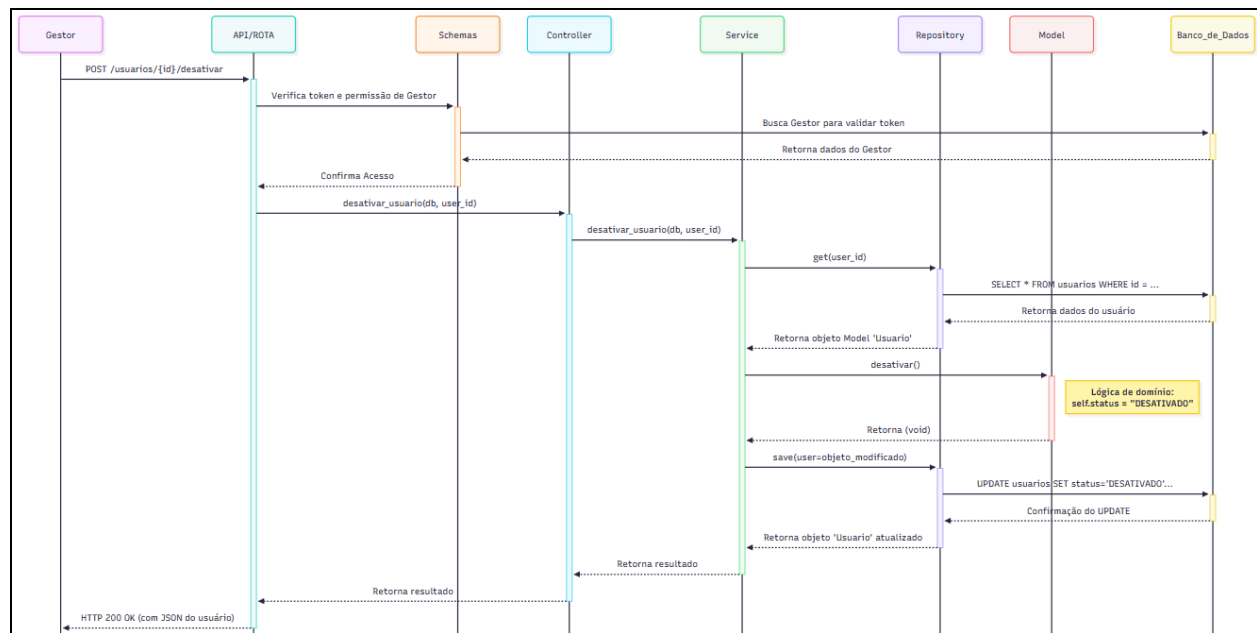 Gestor
API/ROTA
Schemas
Controller
Service
Repository
Model
Banco_de_Dados
POST /usuarios/{id}/desativar
Verifica token e permissão de Gestor
Busca Gestor para validar token
Retorna dados do Gestor
Confirma Acesso
desativar_usuario(db, user_id)
desativar_usuario(db, user_id)
get(user_id)
SELECT * FROM usuarios WHERE id = ...
Retorna dados do usuário
Retorna objeto Model 'Usuario'
desativar()
Lógica de domínio:
self.status = "DESATIVADO"
Retorna (void)
save(user=objeto_modificado)
UPDATE usuarios SET status='DESATIVADO'...
Confirmação do UPDATE
Retorna objeto 'Usuario' atualizado
Retorna resultado
Retorna resultado
HTTP 200 OK (com JSON do usuário)